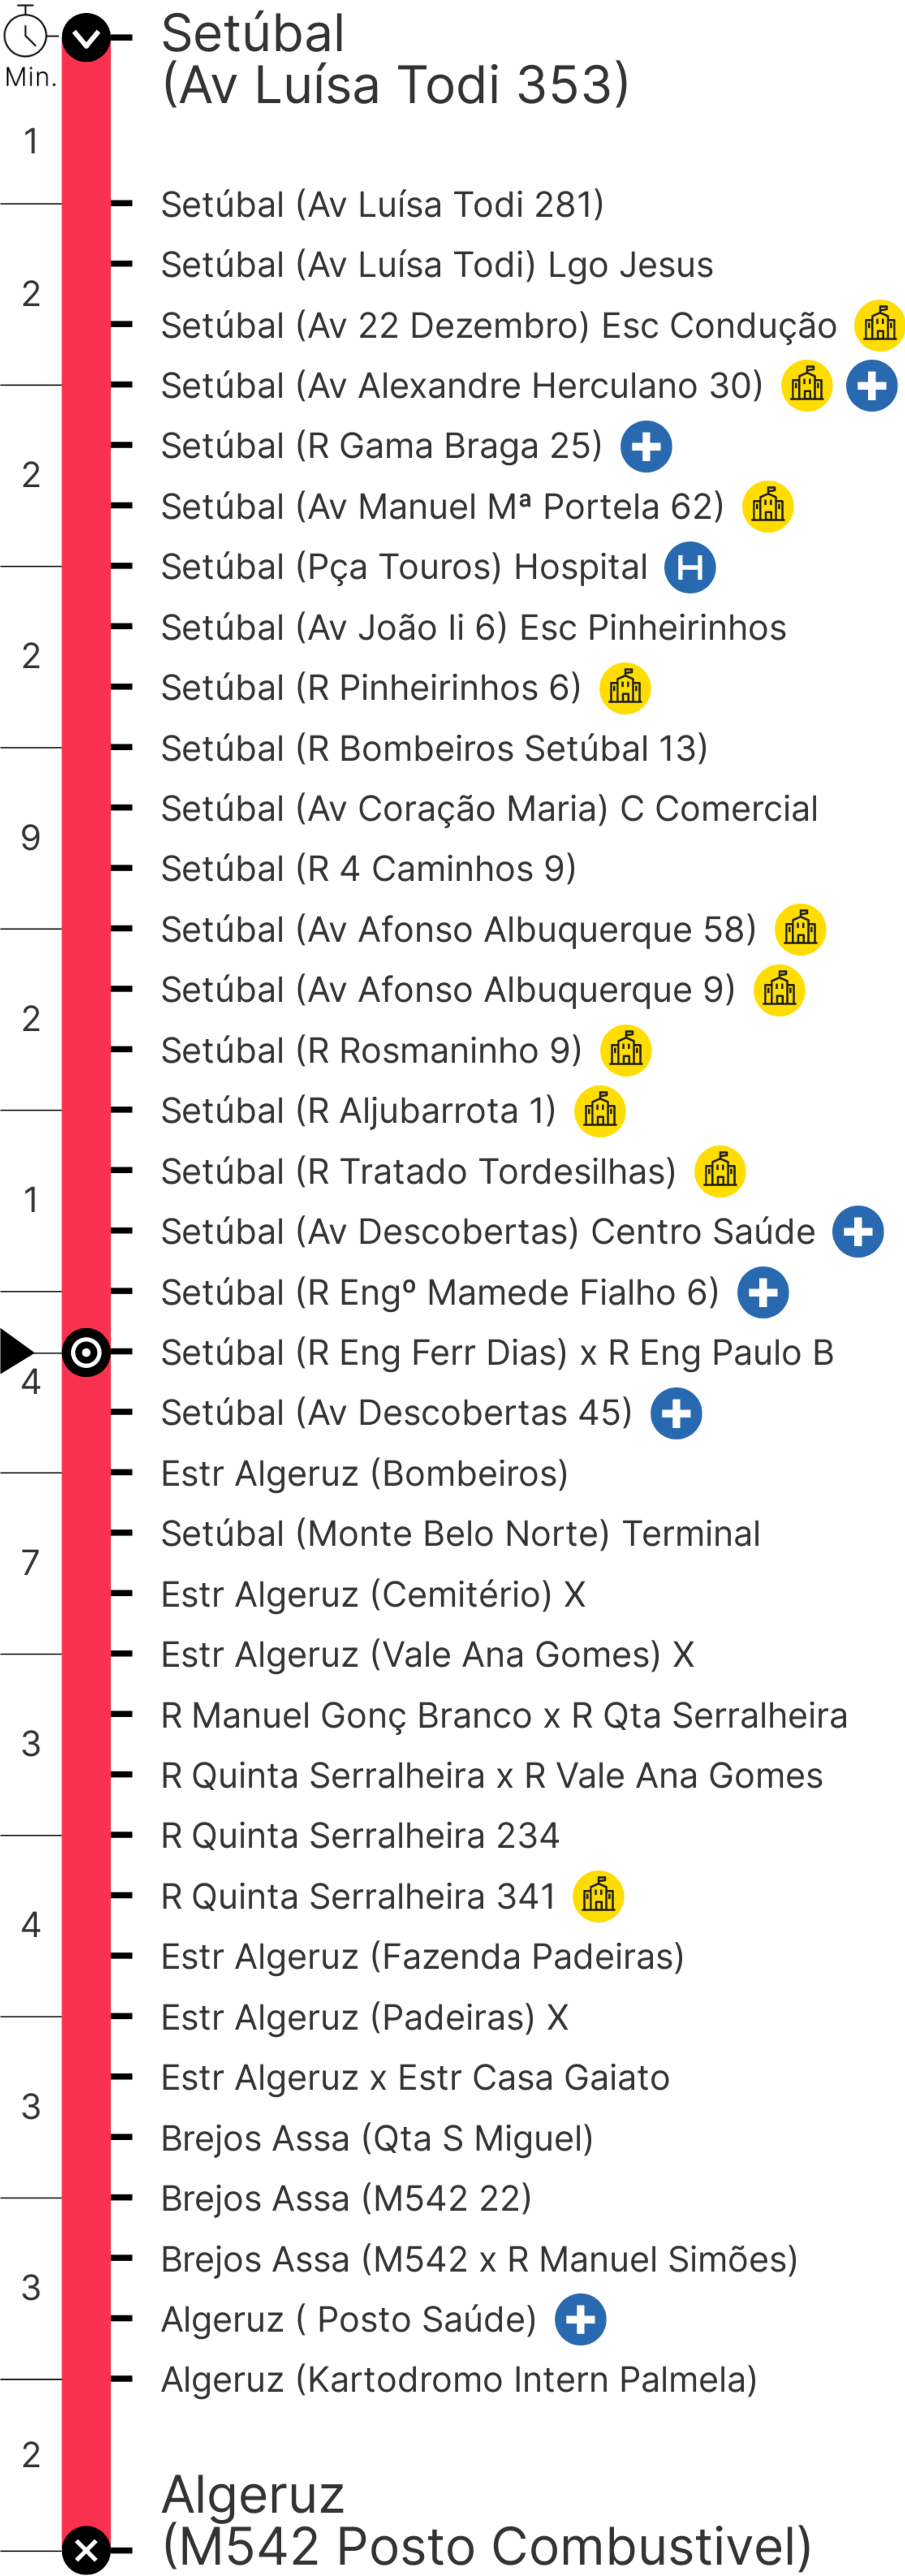 Min.
Setúbal
(Av Luísa Todi 353)
1
Setúbal (Av Luísa Todi 281)
Setúbal (Av Luísa Todi) Lgo Jesus
2
Setúbal (Av 22 Dezembro) Esc Condução
Setúbal (Av Alexandre Herculano 30)
Setúbal (R Gama Braga 25)
2
Setúbal (Av Manuel Mª Portela 62)
Setúbal (Pça Touros) Hospital H
Setúbal (Av João Ii 6) Esc Pinheirinhos
2
Setúbal (R Pinheirinhos 6)
Setúbal (R Bombeiros Setúbal 13)
Setúbal (Av Coração Maria) C Comercial
9
Setúbal (R 4 Caminhos 9)
Setúbal (Av Afonso Albuquerque 58)
Setúbal (Av Afonso Albuquerque 9)
2
Setúbal (R Rosmaninho 9)
Setúbal (R Aljubarrota 1)
Setúbal (R Tratado Tordesilhas)
1
Setúbal (Av Descobertas) Centro Saúde
Setúbal (R Engº Mamede Fialho 6)
Setúbal (R Eng Ferr Dias) x R Eng Paulo B
4
Setúbal (Av Descobertas 45)
Estr Algeruz (Bombeiros)
Setúbal (Monte Belo Norte) Terminal
7
Estr Algeruz (Cemitério) X
Estr Algeruz (Vale Ana Gomes) X
R Manuel Gonç Branco x R Qta Serralheira
3
R Quinta Serralheira x R Vale Ana Gomes
R Quinta Serralheira 234
R Quinta Serralheira 341
4
Estr Algeruz (Fazenda Padeiras)
Estr Algeruz (Padeiras) X
Estr Algeruz x Estr Casa Gaiato
3
Brejos Assa (Qta S Miguel)
Brejos Assa (M542 22)
Brejos Assa (M542 x R Manuel Simões)
3
Algeruz ( Posto Saúde)
Algeruz (Kartodromo Intern Palmela)
2
Algeruz
(M542 Posto Combustivel)